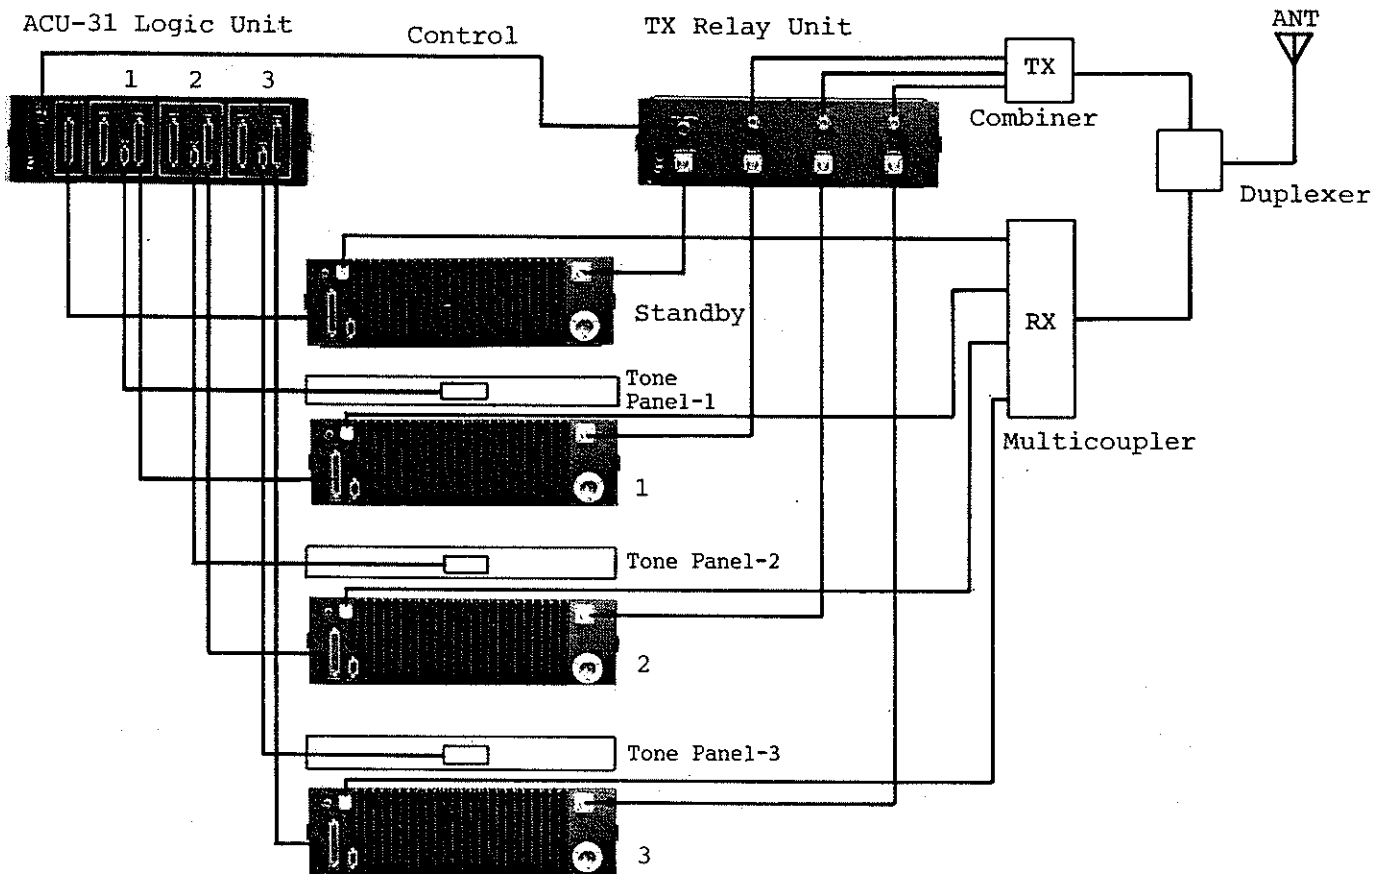 ACU-31 Logic Unit
Control
TX Relay Unit
ANT
1 2 3
TX
Combiner
Duplexer
Standby
RX
Tone
Panel-1
Multicoupler
1
Tone Panel-2
2
Tone Panel-3
3